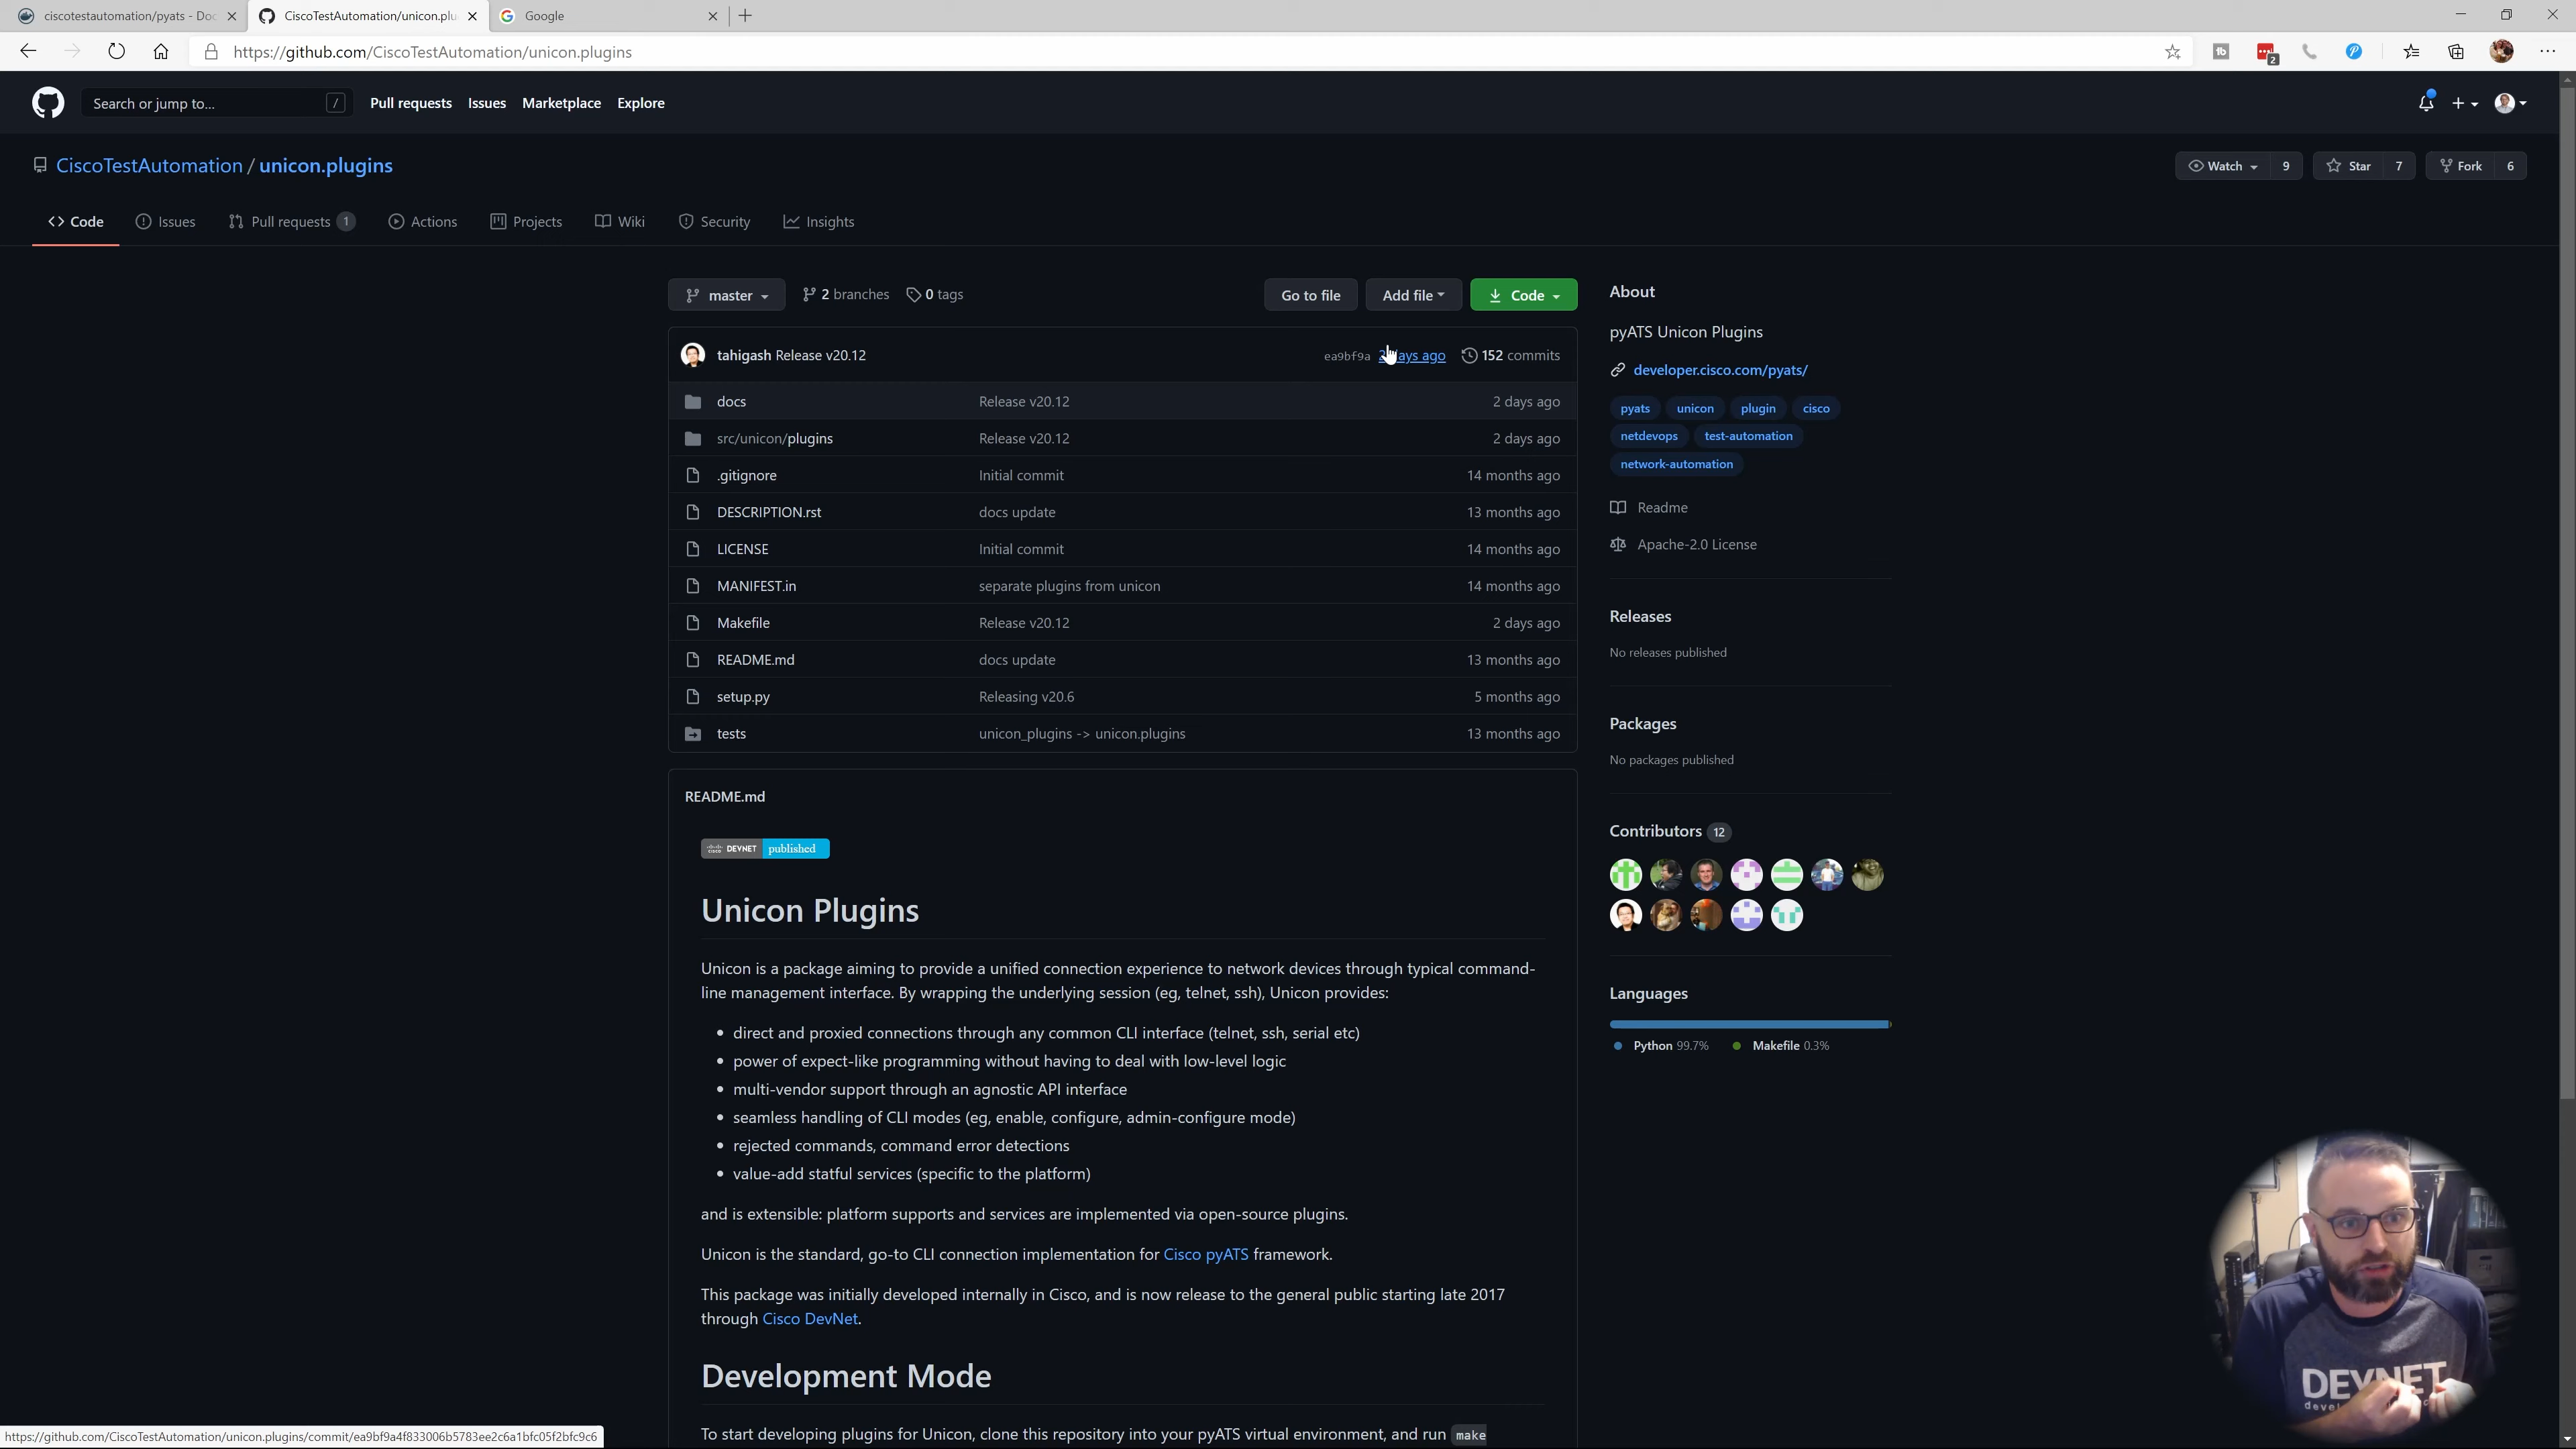 ciscotestautomation/pyats - Doc
CiscoTestAutomation/unicon.plu
Google
https://github.com/CiscoTestAutomation/unicon.plugins
2
Search or jump to...
/
Pull requests
Issues
Marketplace
Explore
CiscoTestAutomation / unicon.plugins
Watch 9
Star 7
Fork 6
Code
Issues
Pull requests 1
Actions
Projects
Wiki
Security
Insights
master
2 branches
0 tags
Go to file
Add file
Code
tahigash Release v20.12
ea9bf9a
ays ago
152 commits
docs Release v20.12 2 days ago
src/unicon/plugins Release v20.12 2 days ago
.gitignore Initial commit 14 months ago
DESCRIPTION.rst docs update 13 months ago
LICENSE Initial commit 14 months ago
MANIFEST.in separate plugins from unicon 14 months ago
Makefile Release v20.12 2 days ago
README.md docs update 13 months ago
setup.py Releasing v20.6 5 months ago
tests unicon_plugins -> unicon.plugins 13 months ago
README.md
DEVNET published
Unicon Plugins
Unicon is a package aiming to provide a unified connection experience to network devices through typical command-
line management interface. By wrapping the underlying session (eg, telnet, ssh), Unicon provides:
• direct and proxied connections through any common CLI interface (telnet, ssh, serial etc)
• power of expect-like programming without having to deal with low-level logic
• multi-vendor support through an agnostic API interface
• seamless handling of CLI modes (eg, enable, configure, admin-configure mode)
• rejected commands, command error detections
• value-add statful services (specific to the platform)
and is extensible: platform supports and services are implemented via open-source plugins.
Unicon is the standard, go-to CLI connection implementation for Cisco pyATS framework.
This package was initially developed internally in Cisco, and is now release to the general public starting late 2017
through Cisco DevNet.
Development Mode
To start developing plugins for Unicon, clone this repository into your pyATS virtual environment, and run make
About
pyATS Unicon Plugins
developer.cisco.com/pyats/
pyats unicon plugin cisco
netdevops test-automation
network-automation
Readme
Apache-2.0 License
Releases
No releases published
Packages
No packages published
Contributors 12
Languages
Python 99.7% Makefile 0.3%
DEVNET
https://github.com/CiscoTestAutomation/unicon.plugins/commit/ea9bf9a4f833006b5783ee2c6a1bfc05f2bfc9c6